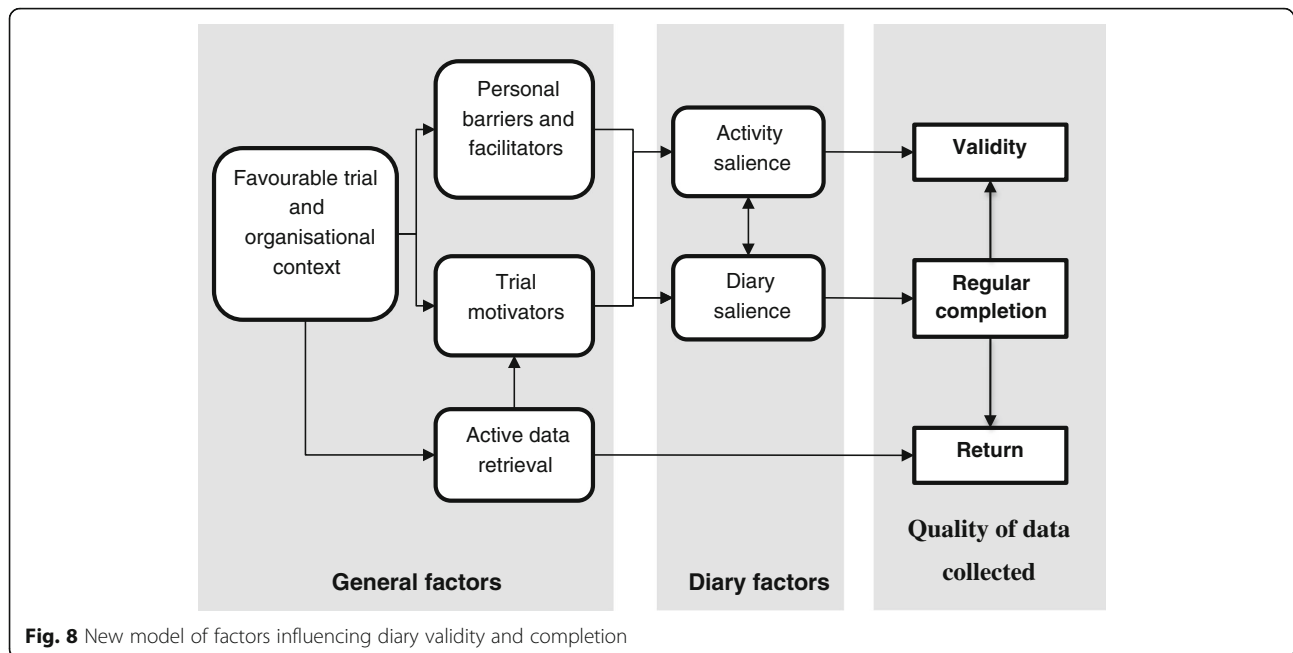 Favourable trial
and
organisational
context
Personal
barriers and
facilitators
Trial
motivators
Active data
retrieval
General factors
Activity
salience
Diary
salience
Diary factors
Validity
Regular
completion
Return
Quality of data
collected
Fig. 8 New model of factors influencing diary validity and completion